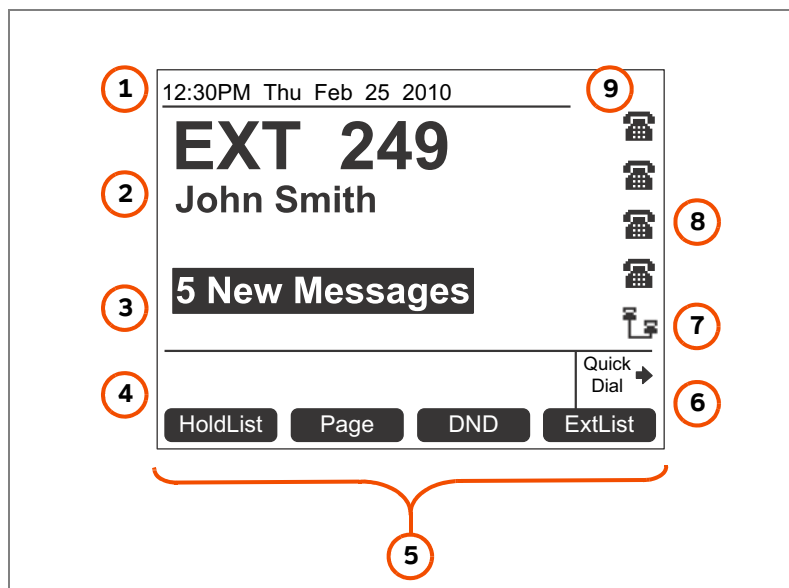 1
12:30PM Thu Feb 25 2010
9
EXT 249
2
John Smith
8
3
5 New Messages
7
4
Quick
Dial
6
HoldList Page DND ExtList
5